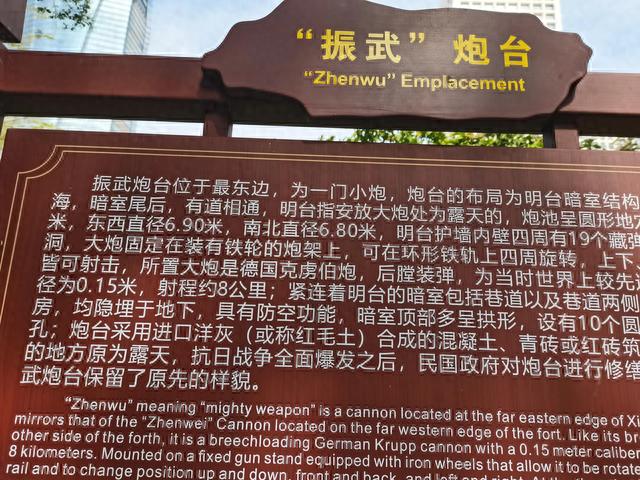 “振武”炮台
“Zhenwu” Emplacement
振武炮台位于最东边，为一门小炮，炮台的布局为明台暗室结构
海，暗室尾后，有道相通，明台指安放大炮处为露天的，炮池呈圆形地
米，东西直径6.90米，南北直径6.80米，明台护墙内壁四周有19个藏
洞，大炮固定在装有铁轮的炮架上，可在环形铁轨上四周旋转，上下、
皆可射击，所置大炮是德国克虏伯炮，后膛装弹，为当时世界上较先
径为0.15米，射程约8公里；紧连着明台的暗室包括巷道以及巷道两侧
房，均隐埋于地下，具有防空功能，暗室顶部多呈拱形，设有10个圆
孔；炮台采用进口洋灰（或称红毛土）合成的混凝土、青砖或红砖筑
的地方原为露天，抗日战争全面爆发之后，民国政府对炮台进行修缮
武炮台保留了原先的样貌。
“Zhenwu” meaning “mighty weapon” is a cannon located at the far eastern edge of Xi
mirrors that of the “Zhenwei” Cannon located on the far western edge of the fort. Like its br
other side of the forth, it is a breechloading German Krupp cannon with a 0.15 meter caliber
8 kilometers. Mounted on a fixed gun stand equipped with iron wheels that allow it to be rotate
rail and to change position up and down, front and back, and left and right.